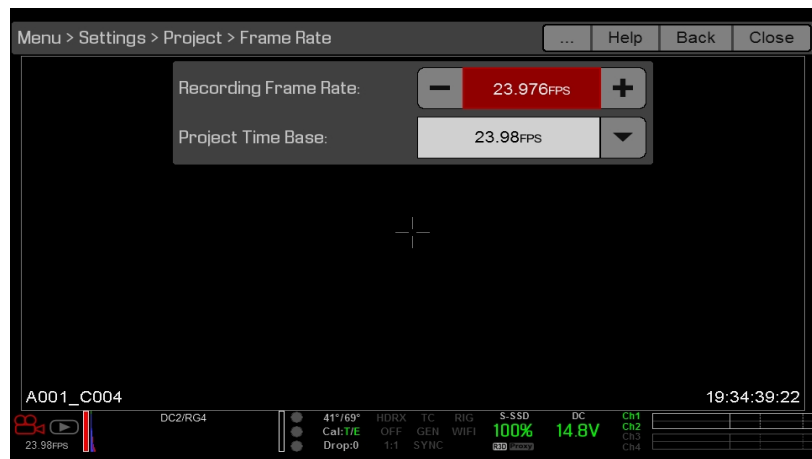 Menu > Settings > Project > Frame Rate ... Help Back Close
Recording Frame Rate: − 23.976FPS +
Project Time Base: 23.98FPS
A001_C004 19:34:39:22
DC2/RG4 41°/69° HDRX TC RIG S-SSD DC Ch1
Cal:T/E OFF GEN WIFI 100% 14.8V Ch2
23.98FPS Drop:0 1:1 SYNC R3D Proxy Ch3
Ch4